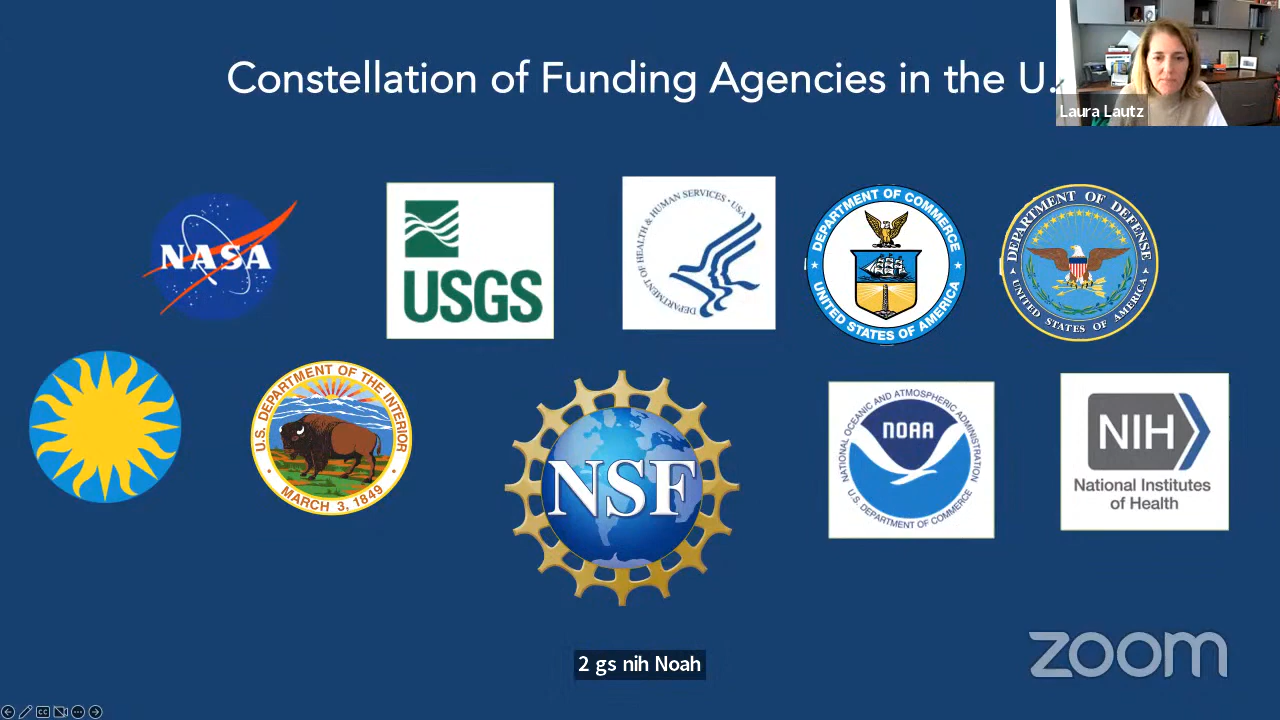 Constellation of Funding Agencies in the U.
Laura Lautz
NASA
USGS
DEPARTMENT OF HEALTH & HUMAN SERVICES • USA
DEPARTMENT OF COMMERCE
UNITED STATES OF AMERICA
DEPARTMENT OF DEFENSE
UNITED STATES OF AMERICA
U.S. DEPARTMENT OF THE INTERIOR
MARCH 3, 1849
NSF
NATIONAL OCEANIC AND ATMOSPHERIC ADMINISTRATION
NOAA
U.S. DEPARTMENT OF COMMERCE
NIH
National Institutes
of Health
2 gs nih Noah
zoom
CC